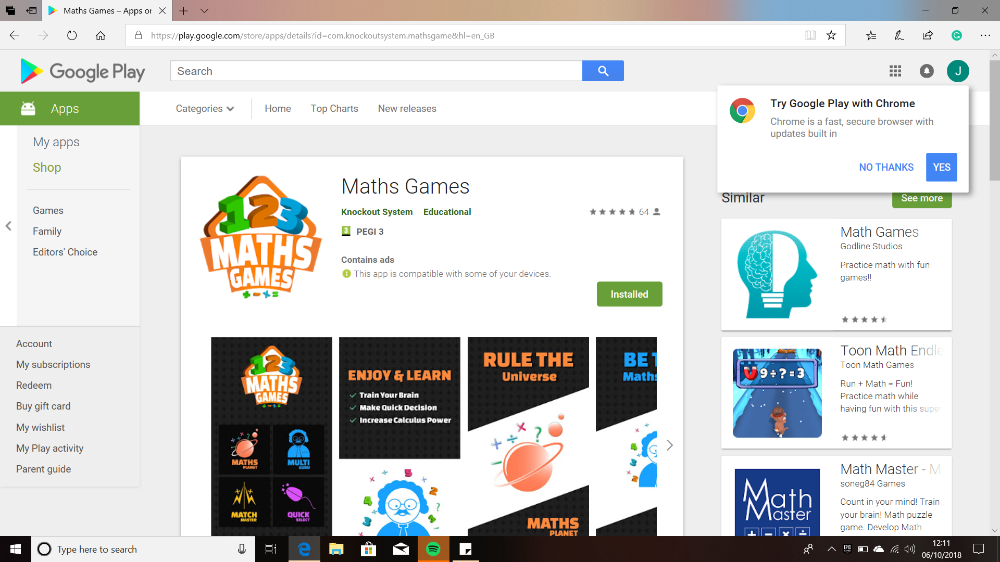 Maths Games – Apps or
https://play.google.com/store/apps/details?id=com.knockoutsystem.mathsgame&hl=en_GB
Google Play
Search
J
Apps
Categories
Home
Top Charts
New releases
Try Google Play with Chrome
Chrome is a fast, secure browser with
updates built in
NO THANKS
YES
My apps
Shop
Games
Family
Editors' Choice
Account
My subscriptions
Redeem
Buy gift card
My wishlist
My Play activity
Parent guide
123
MATHS
GAMES
Maths Games
Knockout System
Educational
64
3
PEGI 3
Contains ads
This app is compatible with some of your devices.
Installed
123
MATHS
GAMES
MATHS
PLANET
MULTI
GURU
MATCH
MASTER
QUICK
SELECT
ENJOY & LEARN
Train Your Brain
Make Quick Decision
Increase Calculus Power
RULE THE
Universe
MATHS
PLANET
BE T
Maths
Similar
See more
Math Games
Godline Studios
Practice math with fun
games!!
9÷?=3
Toon Math Endle
Toon Math Games
Run + Math = Fun!
Practice math while
having fun with this super
Math
Master
Math Master - M
soneg84 Games
Count in your mind! Train
your brain! Math puzzle
game. Develop Math
Type here to search
EPIC
GAMES
12:11
06/10/2018